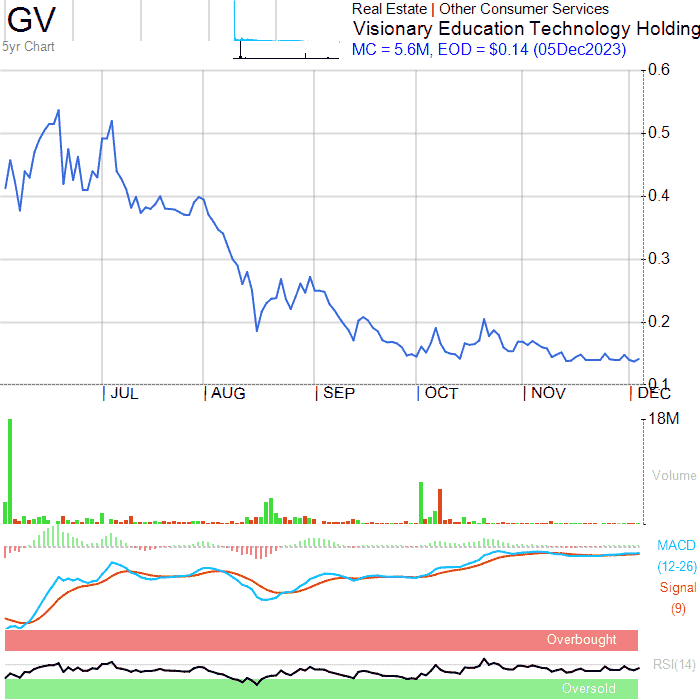 GV
5yr Chart
Real Estate | Other Consumer Services
Visionary Education Technology Holding
MC = 5.6M, EOD = $0.14 (05Dec2023)
0.6
0.5
0.4
0.3
0.2
0.1
JUL
AUG
SEP
OCT
NOV
DEC
18M
Volume
MACD
(12-26)
Signal
(9)
Overbought
RSI(14)
Oversold